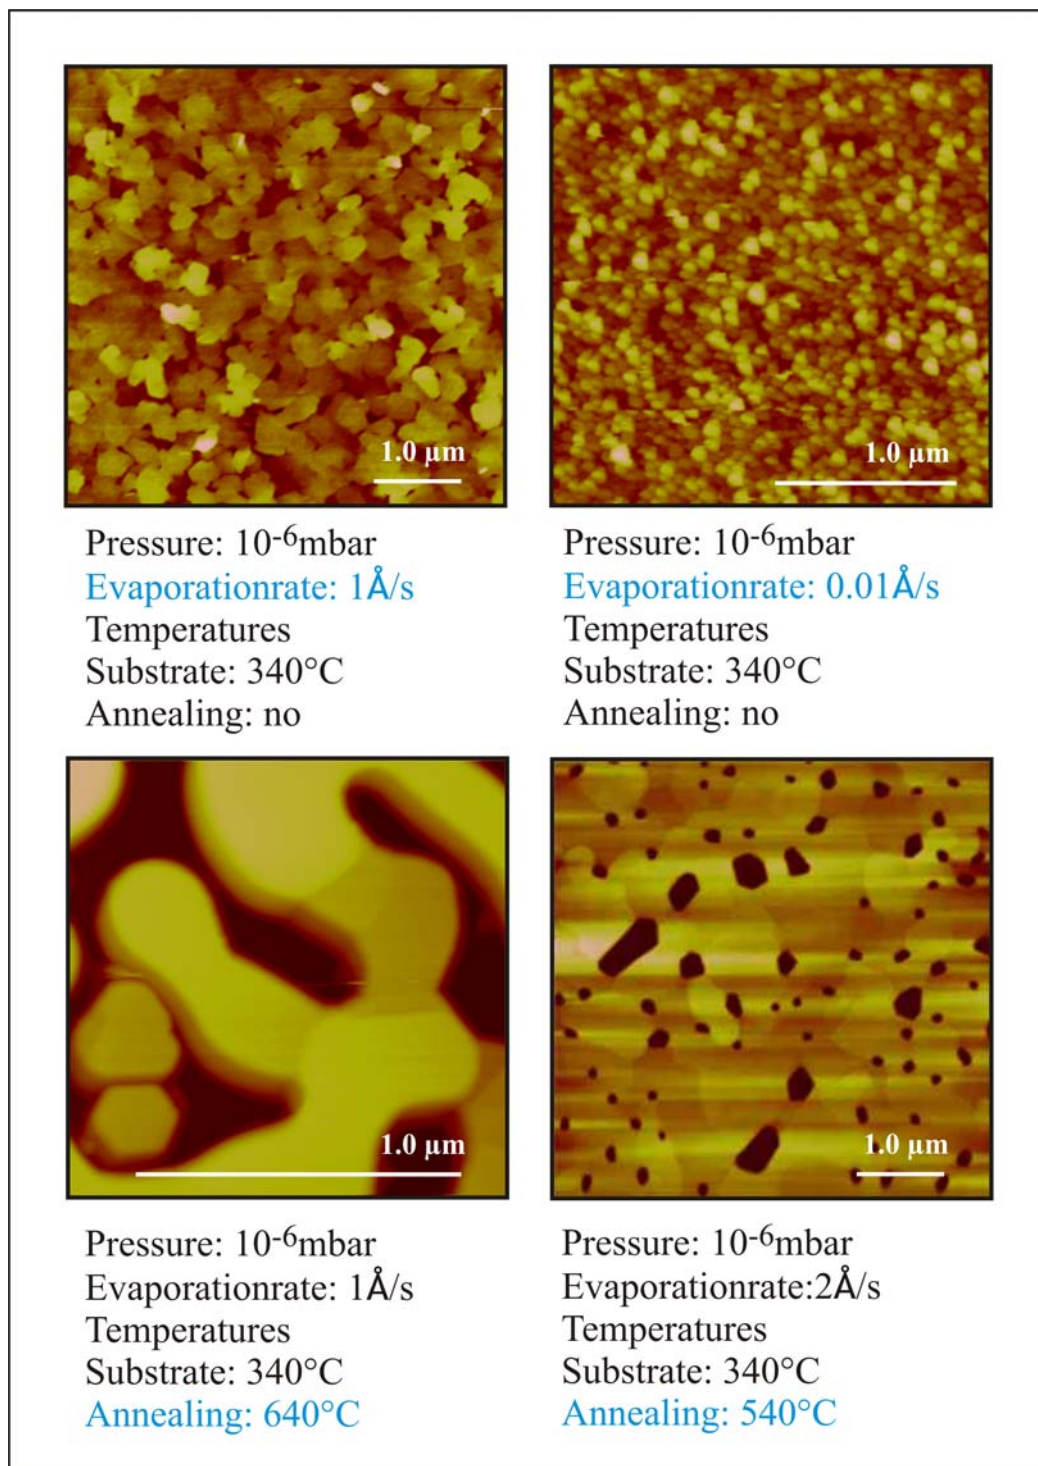 1.0 µm
1.0 µm
Pressure: 10-6mbar
Evaporationrate: 1Å/s
Temperatures
Substrate: 340°C
Annealing: no
Pressure: 10-6mbar
Evaporationrate: 0.01Å/s
Temperatures
Substrate: 340°C
Annealing: no
1.0 µm
1.0 µm
Pressure: 10-6mbar
Evaporationrate: 1Å/s
Temperatures
Substrate: 340°C
Annealing: 640°C
Pressure: 10-6mbar
Evaporationrate:2Å/s
Temperatures
Substrate: 340°C
Annealing: 540°C